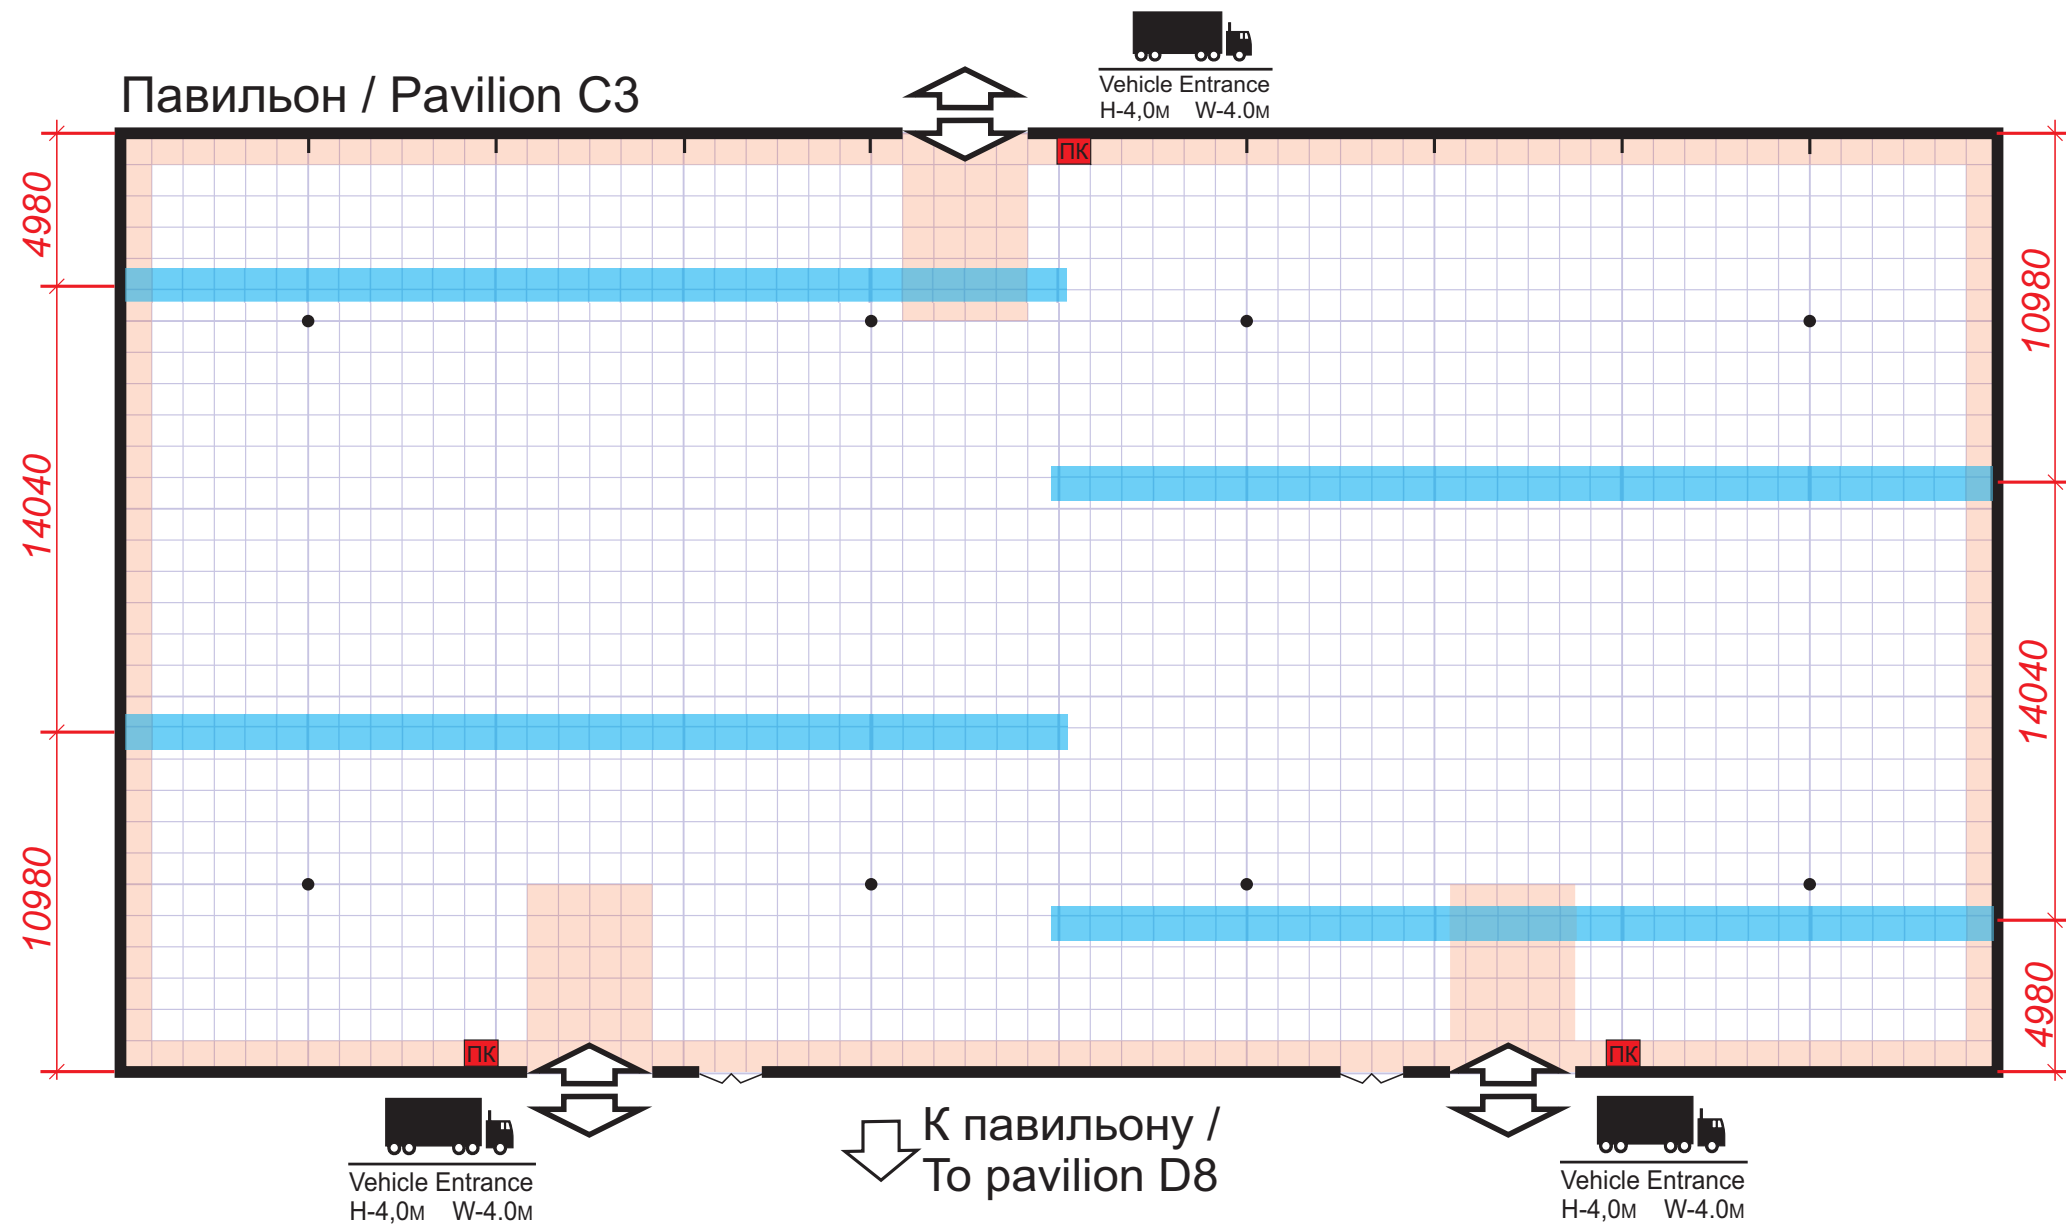 Vehicle Entrance
H-4,0м W-4.0м
Павильон / Pavilion C3
ПК
4980
14040
10980
10980
14040
4980
ПК
ПК
Vehicle Entrance
H-4,0м W-4.0м
К павильону /
To pavilion D8
Vehicle Entrance
H-4,0м W-4.0м